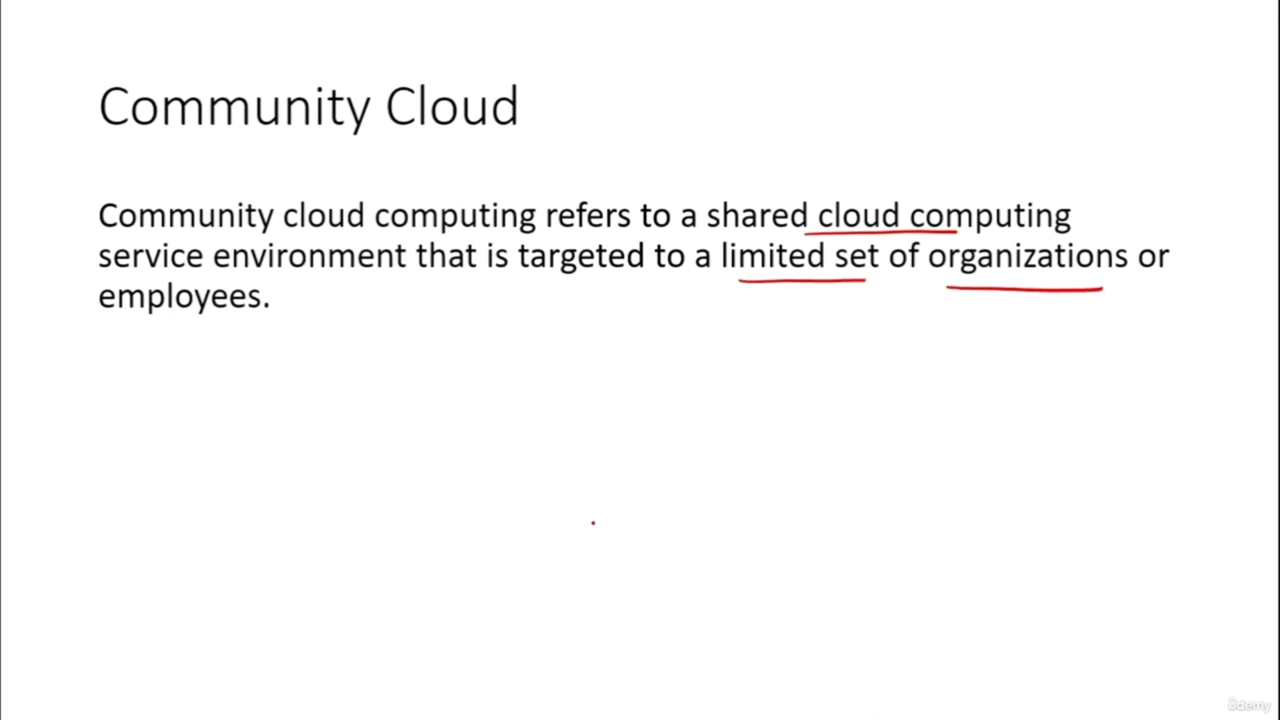 Community Cloud
Community cloud computing refers to a shared cloud computing
service environment that is targeted to a limited set of organizations or
employees.
ûdemy